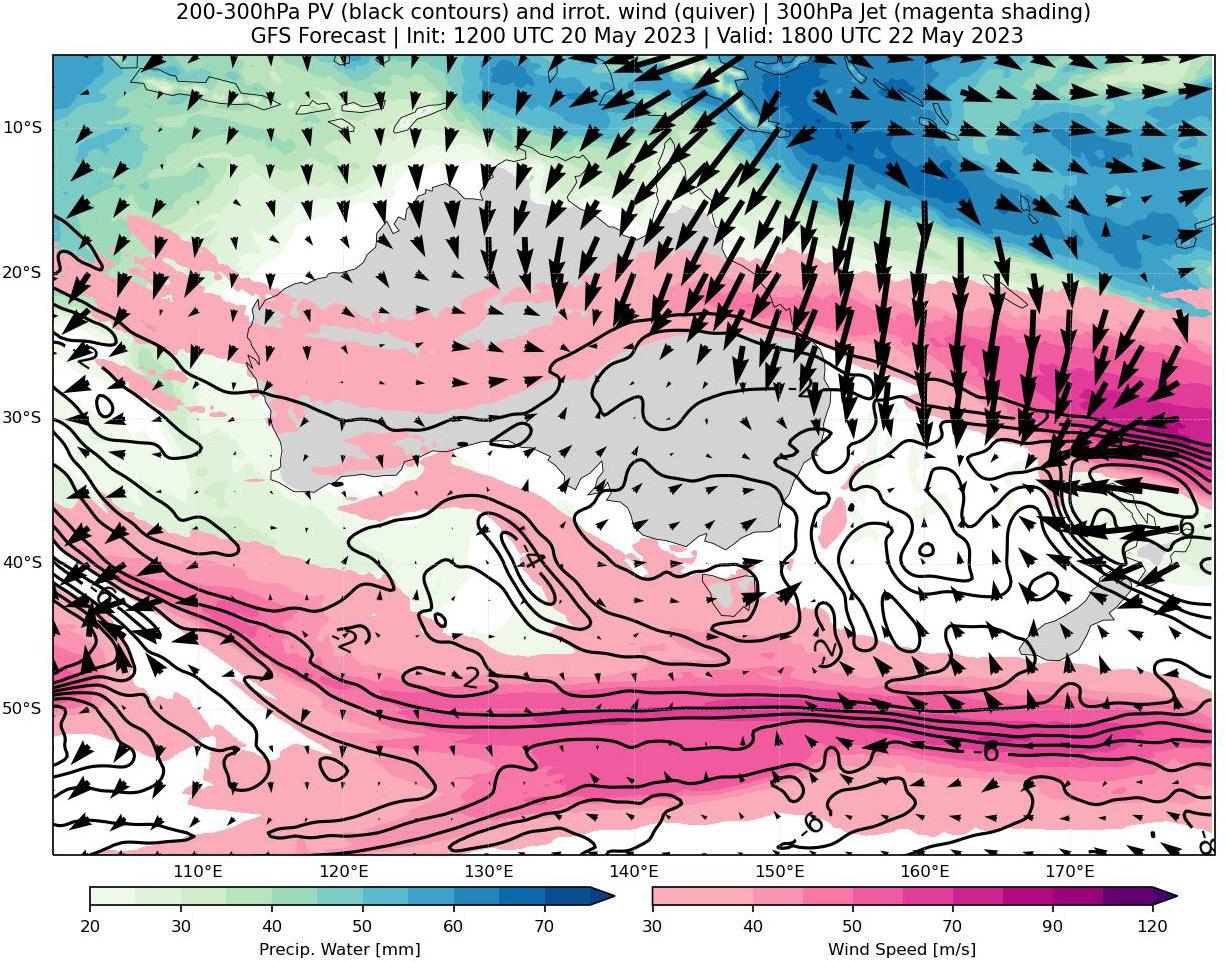 200-300hPa PV (black contours) and irrot. wind (quiver) | 300hPa Jet (magenta shading)
GFS Forecast | Init: 1200 UTC 20 May 2023 | Valid: 1800 UTC 22 May 2023
10°S
20°S
-2
30°S
6
-4
40°S
-2
-2
-2
50°S
-6
-6
-8
110°E 120°E 130°E 140°E 150°E 160°E 170°E
20 30 40 50 60 70
30 40 50 70 90 120
Precip. Water [mm]
Wind Speed [m/s]